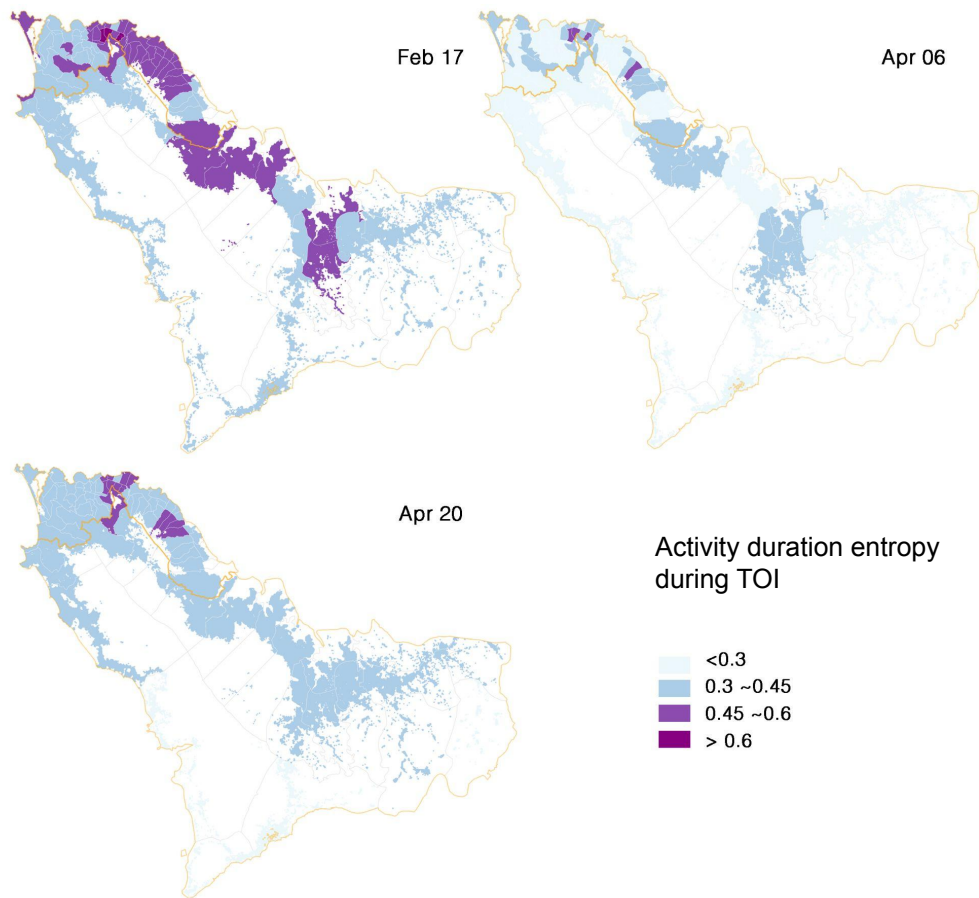 Feb 17
Apr 06
Apr 20
Activity duration entropy
during TOI
<0.3
0.3 ~0.45
0.45 ~0.6
> 0.6